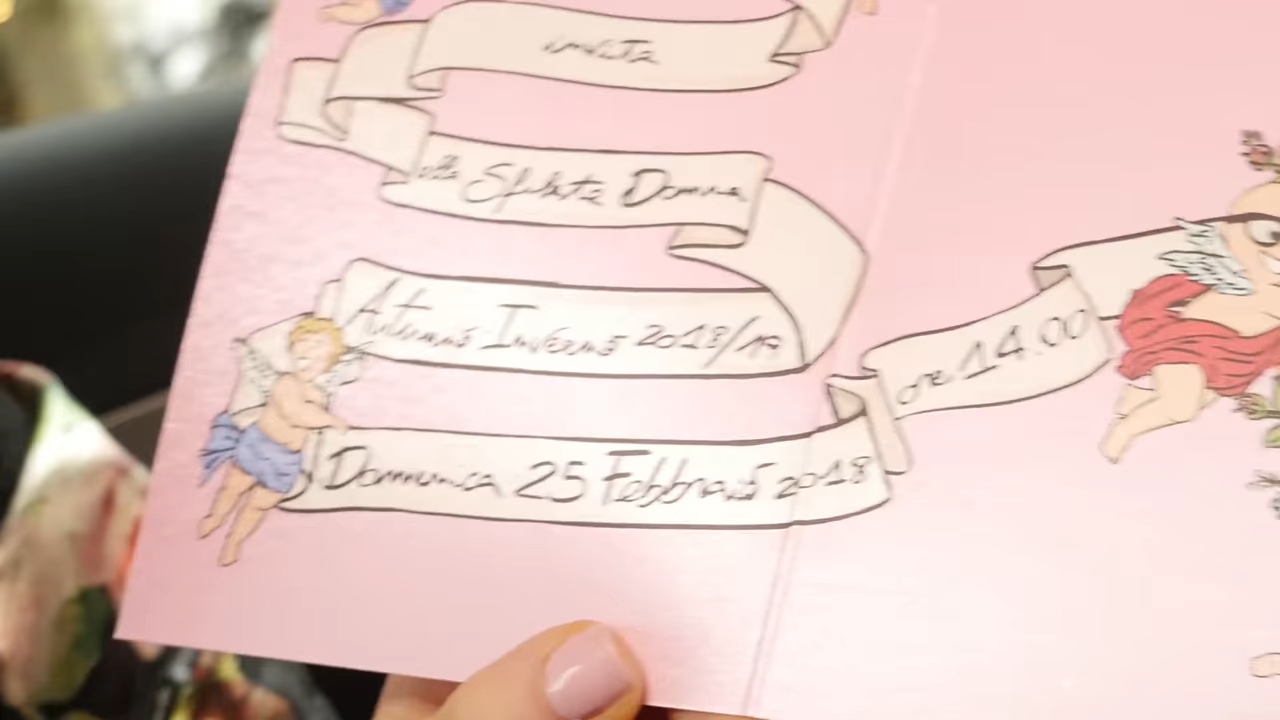 invita
alla Sfilata Donna
Autunno Inverno 2018/19
Domenica 25 Febbraio 2018
ore 14.00